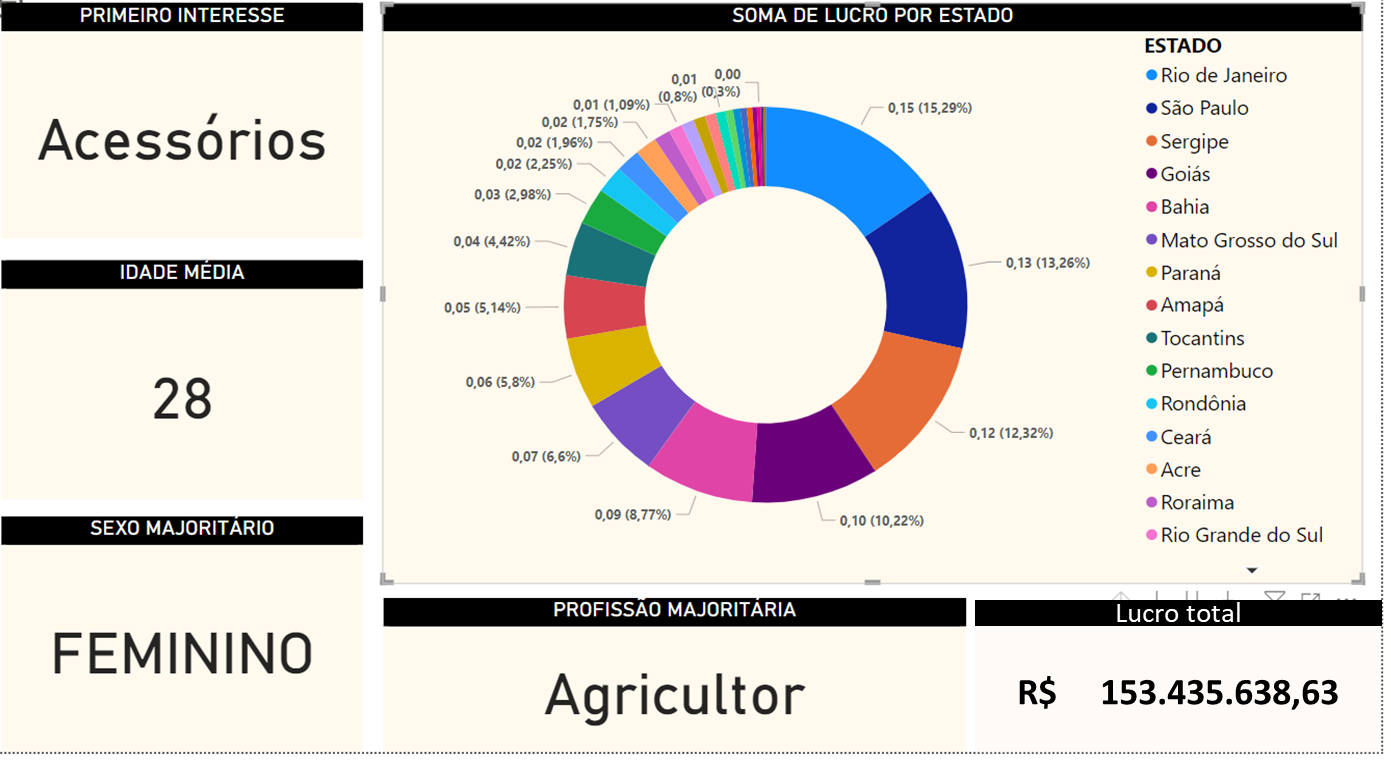 PRIMEIRO INTERESSE
Acessórios
IDADE MÉDIA
28
SEXO MAJORITÁRIO
FEMININO
SOMA DE LUCRO POR ESTADO
0,15 (15,29%)
0,13 (13,26%)
0,12 (12,32%)
0,10 (10,22%)
0,09 (8,77%)
0,07 (6,6%)
0,06 (5,8%)
0,05 (5,14%)
0,04 (4,42%)
0,03 (2,98%)
0,02 (2,25%)
0,02 (1,96%)
0,02 (1,75%)
0,01 (1,09%)
0,01
(0,8%)
0,00
(0,3%)
ESTADO
Rio de Janeiro
São Paulo
Sergipe
Goiás
Bahia
Mato Grosso do Sul
Paraná
Amapá
Tocantins
Pernambuco
Rondônia
Ceará
Acre
Roraima
Rio Grande do Sul
PROFISSÃO MAJORITÁRIA
Agricultor
Lucro total
R$ 153.435.638,63